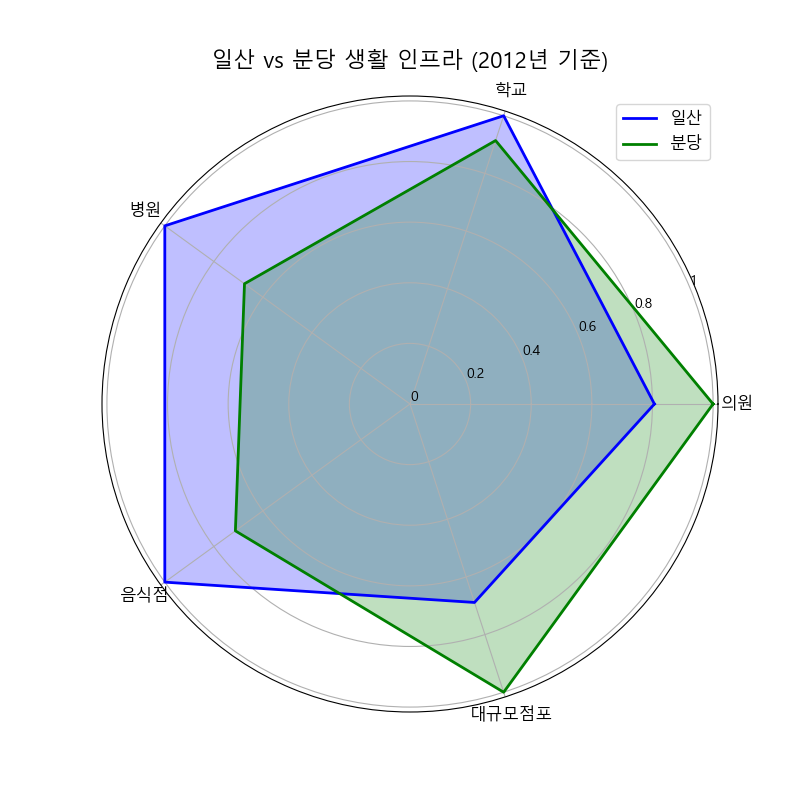 일산 vs 분당 생활 인프라 (2012년 기준)
학교
일산
분당
병원
1
0.8
0.6
0.4
0.2
0
의원
음식점
대규모점포